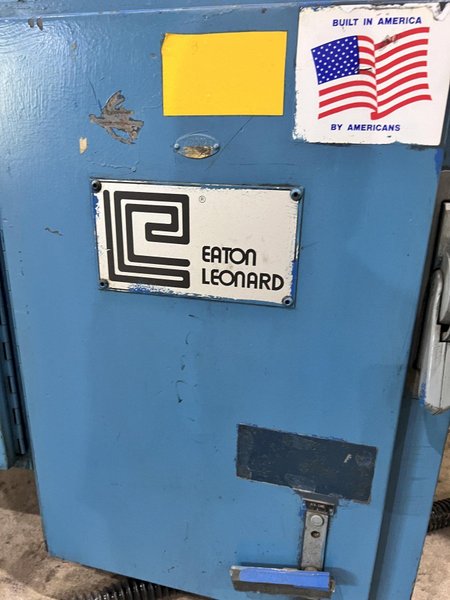 BUILT IN AMERICA
BY AMERICANS
®
EATON
LEONARD